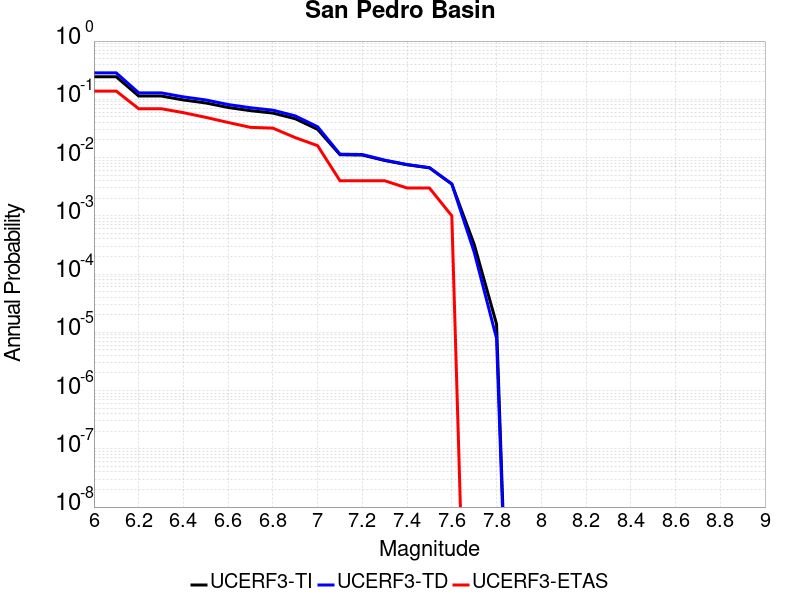 San Pedro Basin
10^0
10^-1
10^-2
10^-3
10^-4
10^-5
10^-6
10^-7
10^-8
Annual Probability
6 6.2 6.4 6.6 6.8 7 7.2 7.4 7.6 7.8 8 8.2 8.4 8.6 8.8 9
Magnitude
UCERF3-TI UCERF3-TD UCERF3-ETAS